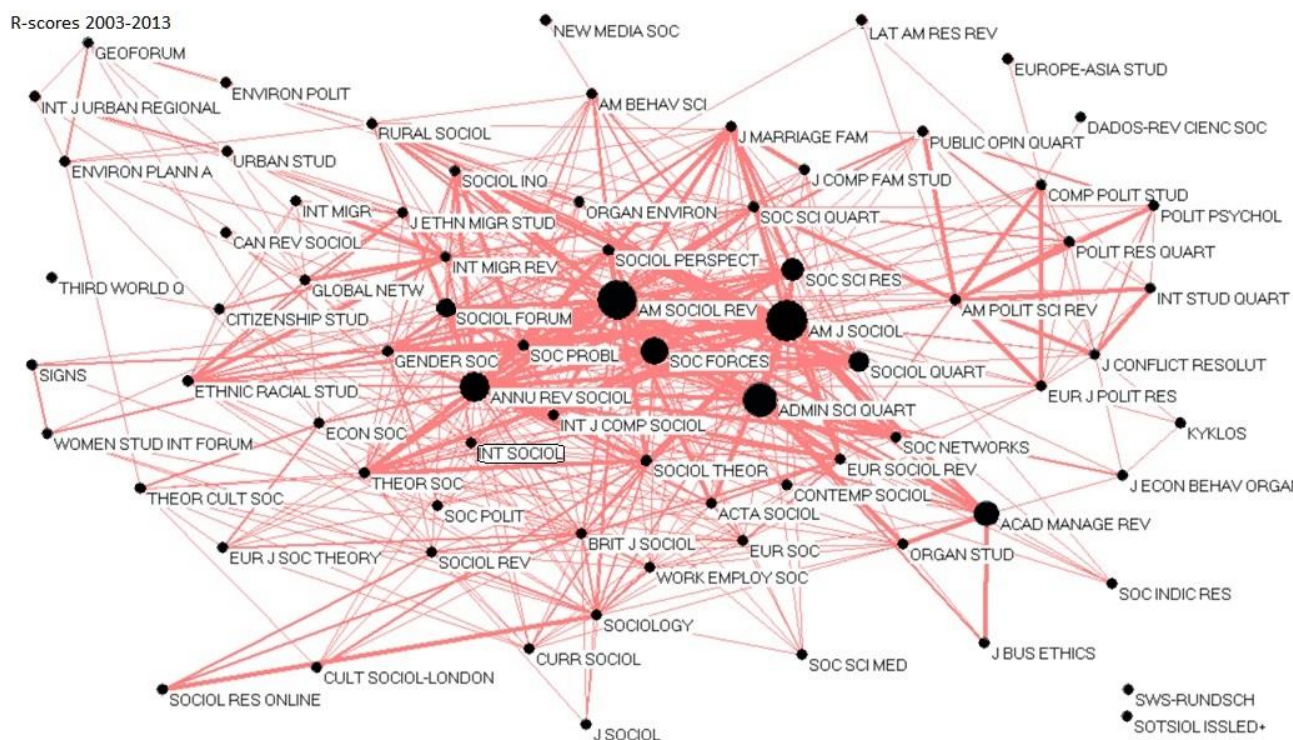 R-scores 2003-2013
NEW MEDIA SOC
LAT AM RES REV
GEOFORUM
EUROPE-ASIA STUD
ENVIRON POLIT
INT J URBAN REGIONAL
AM BEHAV SCI
DADOS-REV CIENC SOC
RURAL SOCIOL
J MARRIAGE FAM
PUBLIC OPIN QUART
URBAN STUD
ENVIRON PLANN A
SOCIOL INQ
J COMP FAM STUD
COMP POLIT STUD
INT MIGR
ORGAN ENVIRON
SOC SCI QUART
POLIT PSYCHOL
J ETHN MIGR STUD
CAN REV SOCIOL
POLIT RES QUART
SOCIOL PERSPECT
INT MIGR REV
SOC SCI RES
THIRD WORLD Q
GLOBAL NETW
INT STUD QUART
AM SOCIOL REV
AM POLIT SCI REV
CITIZENSHIP STUD
SOCIOL FORUM
AM J SOCIOL
GENDER SOC
SOC PROBL
SOC FORCES
SOCIOL QUART
J CONFLICT RESOLUT
SIGNS
ETHNIC RACIAL STUD
ANNU REV SOCIOL
EUR J POLIT RES
ADMIN SCI QUART
INT J COMP SOCIOL
ECON SOC
KYKLOS
WOMEN STUD INT FORUM
SOC NETWORKS
INT SOCIOL
SOCIOL THEOR
EUR SOCIOL REV
THEOR SOC
J ECON BEHAV ORGAN
THEOR CULT SOC
CONTEMP SOCIOL
SOC POLIT
ACTA SOCIOL
ACAD MANAGE REV
BRIT J SOCIOL
EUR SOC
ORGAN STUD
EUR J SOC THEORY
SOCIOL REV
WORK EMPLOY SOC
SOC INDIC RES
SOCIOLOGY
CURR SOCIOL
SOC SCI MED
J BUS ETHICS
CULT SOCIOL-LONDON
SOCIOL RES ONLINE
SWS-RUNDSCH
J SOCIOL
SOTSIOL ISSLED+